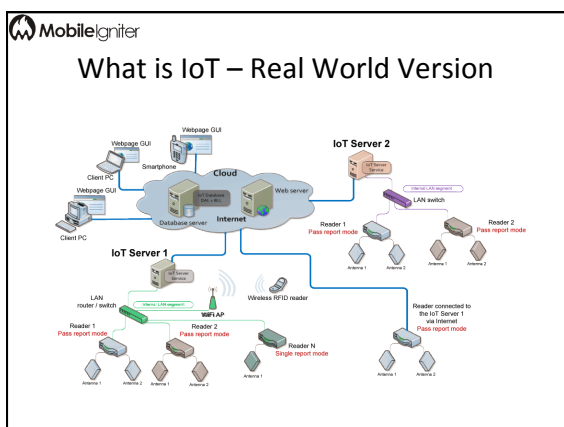 MobileIgniter
What is IoT – Real World Version
Webpage GUI
Webpage GUI
Smartphone
Client PC
Webpage GUI
Client PC
Cloud
IoT Database
DAL + BLL
Web server
Database server
Internet
IoT Server 2
IoT Server
Service
Internal LAN segment
LAN switch
Reader 1
Pass report mode
Reader 2
Pass report mode
Antenna 1
Antenna 2
Antenna 1
Antenna 2
IoT Server 1
IoT Server
Service
LAN
router / switch
Internal LAN segment
WiFi AP
Wireless RFID reader
Reader 1
Pass report mode
Reader 2
Pass report mode
Reader N
Single report mode
Antenna 1
Antenna 2
Antenna 1
Antenna 2
Antenna 1
Reader connected to
the IoT Server 1
via Internet
Pass report mode
Antenna 1
Antenna 2